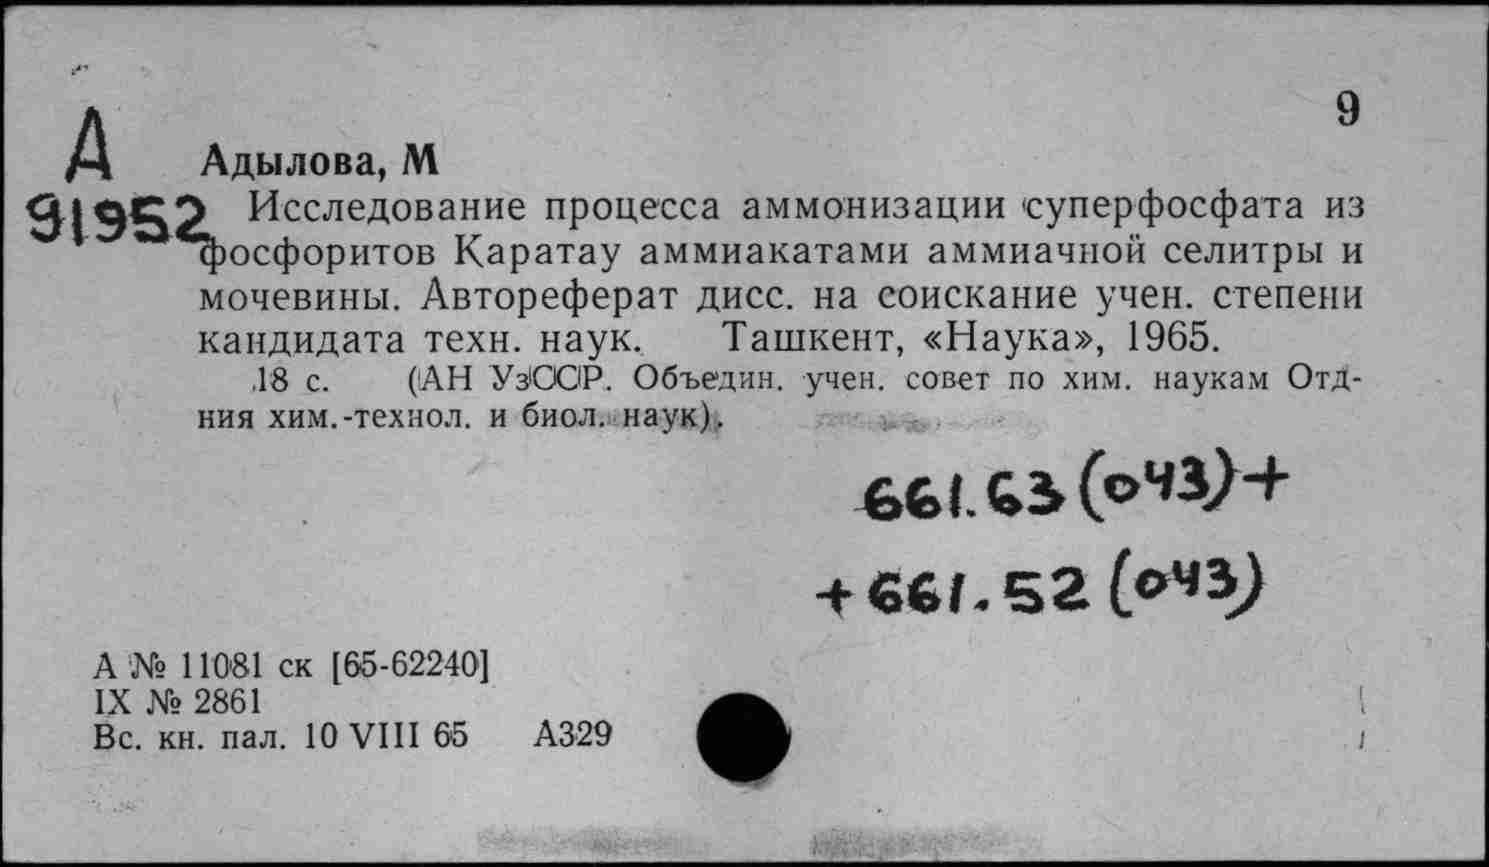 9
А
91952
Адылова, М
Исследование процесса аммонизации суперфосфата из
фосфоритов Каратау аммиакатами аммиачной селитры и
мочевины. Автореферат дисс. на соискание учен. степени
кандидата техн. наук. Ташкент, «Наука», 1965.
18 с. (АН УзССР. Объедин. учен. совет по хим. наукам Отд-
ния хим.-технол. и биол. наук).
661.63 (043)+
+ 661.52 (043)
А № 11081 ск [65-62240]
IX № 2861
Вс. кн. пал. 10 VIII 65 А329